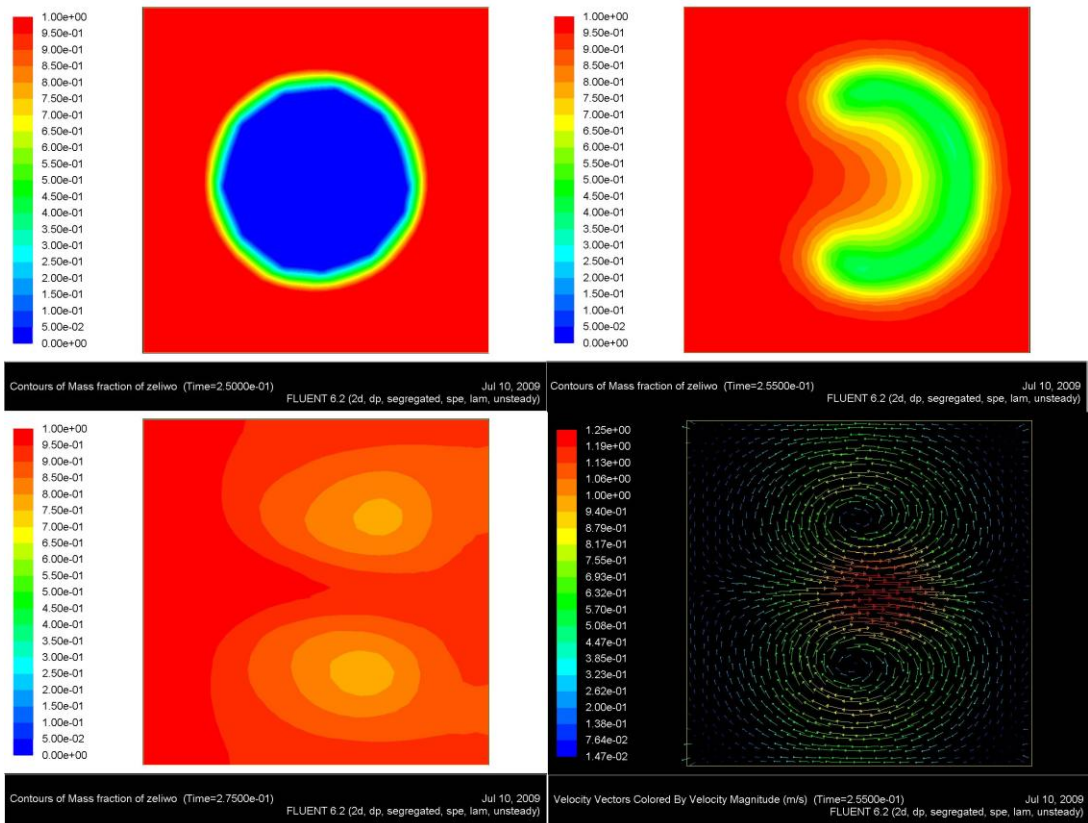 1.00e+00
9.50e-01
9.00e-01
8.50e-01
8.00e-01
7.50e-01
7.00e-01
6.50e-01
6.00e-01
5.50e-01
5.00e-01
4.50e-01
4.00e-01
3.50e-01
3.00e-01
2.50e-01
2.00e-01
1.50e-01
1.00e-01
5.00e-02
0.00e+00
Contours of Mass fraction of zeliwo (Time=2.5000e-01)
Jul 10, 2009
FLUENT 6.2 (2d, dp, segregated, spe, lam, unsteady)
1.00e+00
9.50e-01
9.00e-01
8.50e-01
8.00e-01
7.50e-01
7.00e-01
6.50e-01
6.00e-01
5.50e-01
5.00e-01
4.50e-01
4.00e-01
3.50e-01
3.00e-01
2.50e-01
2.00e-01
1.50e-01
1.00e-01
5.00e-02
0.00e+00
Contours of Mass fraction of zeliwo (Time=2.5500e-01)
Jul 10, 2009
FLUENT 6.2 (2d, dp, segregated, spe, lam, unsteady)
1.00e+00
9.50e-01
9.00e-01
8.50e-01
8.00e-01
7.50e-01
7.00e-01
6.50e-01
6.00e-01
5.50e-01
5.00e-01
4.50e-01
4.00e-01
3.50e-01
3.00e-01
2.50e-01
2.00e-01
1.50e-01
1.00e-01
5.00e-02
0.00e+00
Contours of Mass fraction of zeliwo (Time=2.7500e-01)
Jul 10, 2009
FLUENT 6.2 (2d, dp, segregated, spe, lam, unsteady)
1.25e+00
1.19e+00
1.13e+00
1.06e+00
1.00e+00
9.40e-01
8.79e-01
8.17e-01
7.55e-01
6.93e-01
6.32e-01
5.70e-01
5.08e-01
4.47e-01
3.85e-01
3.23e-01
2.62e-01
2.00e-01
1.38e-01
7.64e-02
1.47e-02
Velocity Vectors Colored By Velocity Magnitude (m/s) (Time=2.5500e-01)
Jul 10, 2009
FLUENT 6.2 (2d, dp, segregated, spe, lam, unsteady)